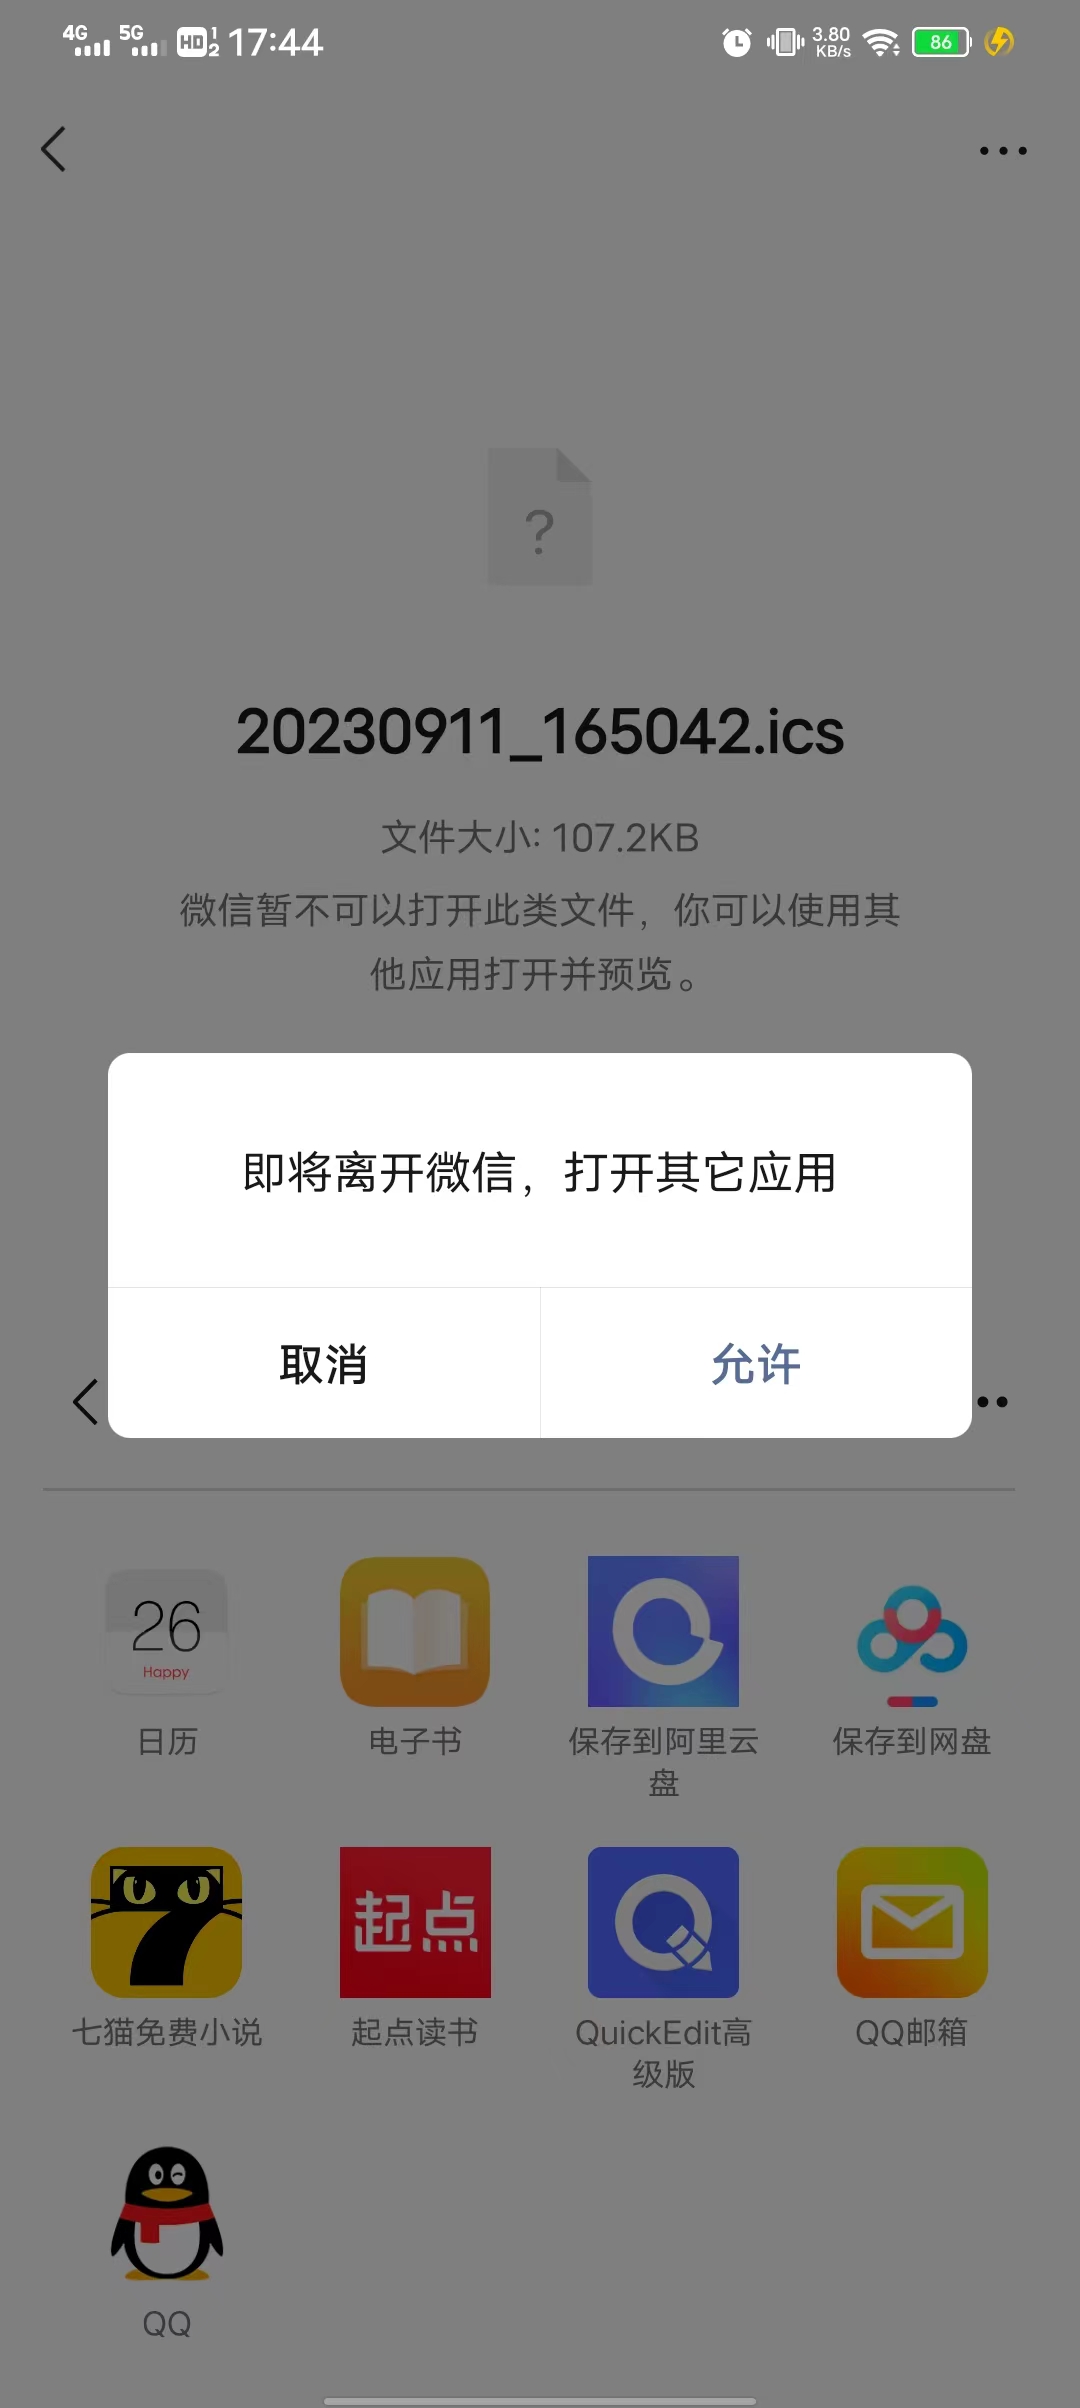 4G 5G HD 1 2 17:44 3.80 KB/s 86
?
20230911_165042.ics
文件大小: 107.2KB
微信暂不可以打开此类文件，你可以使用其
他应用打开并预览。
即将离开微信，打开其它应用
取消 允许
26
Happy
日历 电子书 保存到阿里云盘 保存到网盘
起点
七猫免费小说 起点读书 QuickEdit高级版 QQ邮箱
QQ